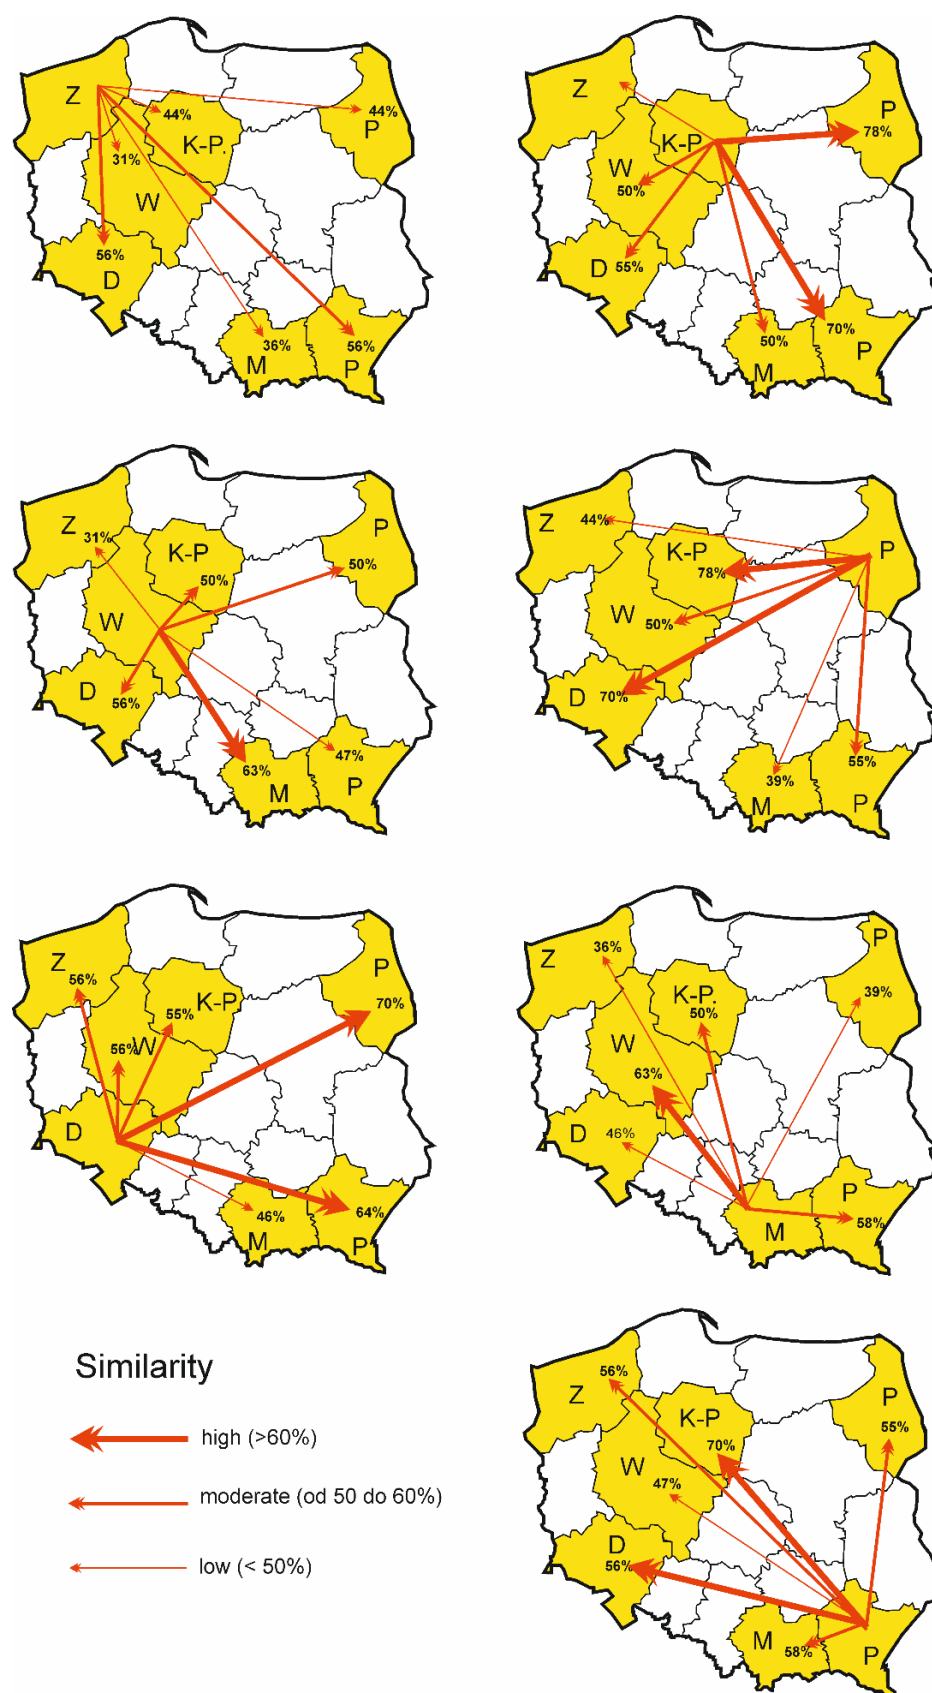 Z
44%
44%
P
K-P.
31%
W
56%
D
36%
56%
M
P
Z
P
K-P
78%
W
50%
D
55%
50%
70%
P
M
Z
31%
P
K-P
50%
50%
W
D
56%
47%
63%
M
P
Z
44%
P
K-P
78%
W
50%
D
70%
55%
39%
M
P
Z
56%
P
K-P
70%
55%
56%
W
D
46%
64%
M
P
Z
36%
P
39%
K-P.
50%
W
63%
D
46%
P
58%
M
Similarity
high (>60%)
moderate (od 50 do 60%)
low (< 50%)
Z
56%
P
K-P
55%
70%
W
47%
D
56%
M
58%
P